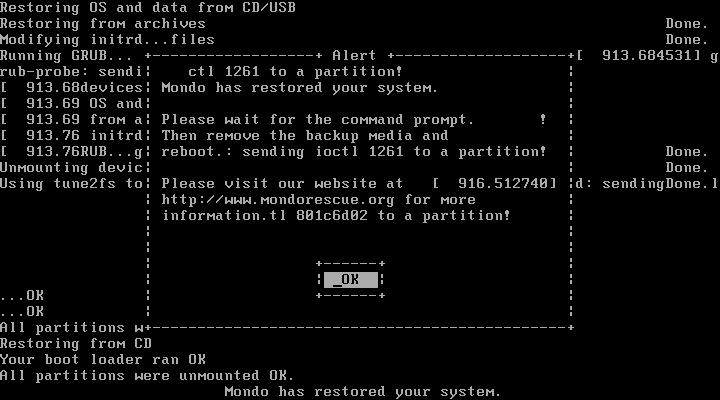 Restoring OS and data from CD/USB
Restoring from archives Done.
Modifying initrd...files Done.
Running GRUB... +------------------+ Alert +------------------+[ 913.684531] g
rub-probe: sendi¦ ctl 1261 to a partition! ¦
[ 913.68devices¦ Mondo has restored your system. ¦
[ 913.69 OS and¦ ¦
[ 913.69 from a¦ Please wait for the command prompt. ! ¦
[ 913.76 initrd¦ Then remove the backup media and ¦
[ 913.76RUB...g¦ reboot.: sending ioctl 1261 to a partition! ¦ Done.
Unmounting devic¦ ¦ Done.
Using tune2fs to¦ Please visit our website at [ 916.512740] ¦d: sendingDone.l
¦ http://www.mondorescue.org for more ¦
¦ information.tl 801c6d02 to a partition! ¦
+------+
¦ _OK ¦
...OK +------+
...OK
All partitions w+----------------------------------------------------+
Restoring from CD
Your boot loader ran OK
All partitions were unmounted OK.
Mondo has restored your system.